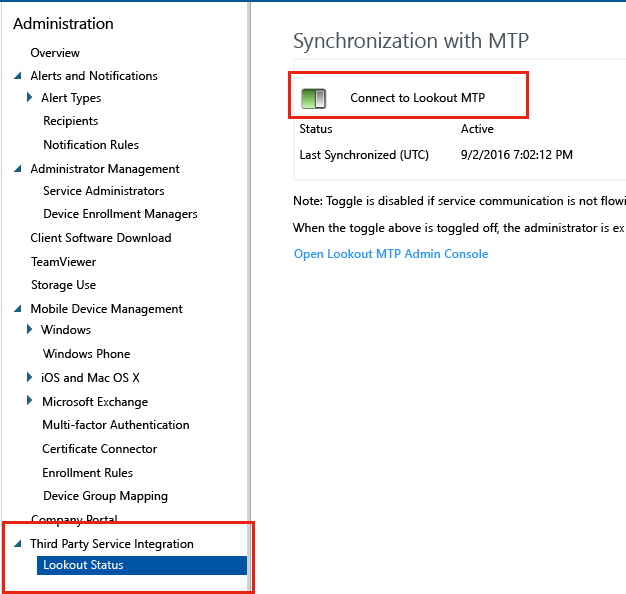 Administration
Overview
Alerts and Notifications
Alert Types
Recipients
Notification Rules
Administrator Management
Service Administrators
Device Enrollment Managers
Client Software Download
TeamViewer
Storage Use
Mobile Device Management
Windows
Windows Phone
iOS and Mac OS X
Microsoft Exchange
Multi-factor Authentication
Certificate Connector
Enrollment Rules
Device Group Mapping
Company Portal
Third Party Service Integration
Lookout Status
Synchronization with MTP
Connect to Lookout MTP
Status Active
Last Synchronized (UTC) 9/2/2016 7:02:12 PM
Note: Toggle is disabled if service communication is not flowi
When the toggle above is toggled off, the administrator is ex
Open Lookout MTP Admin Console